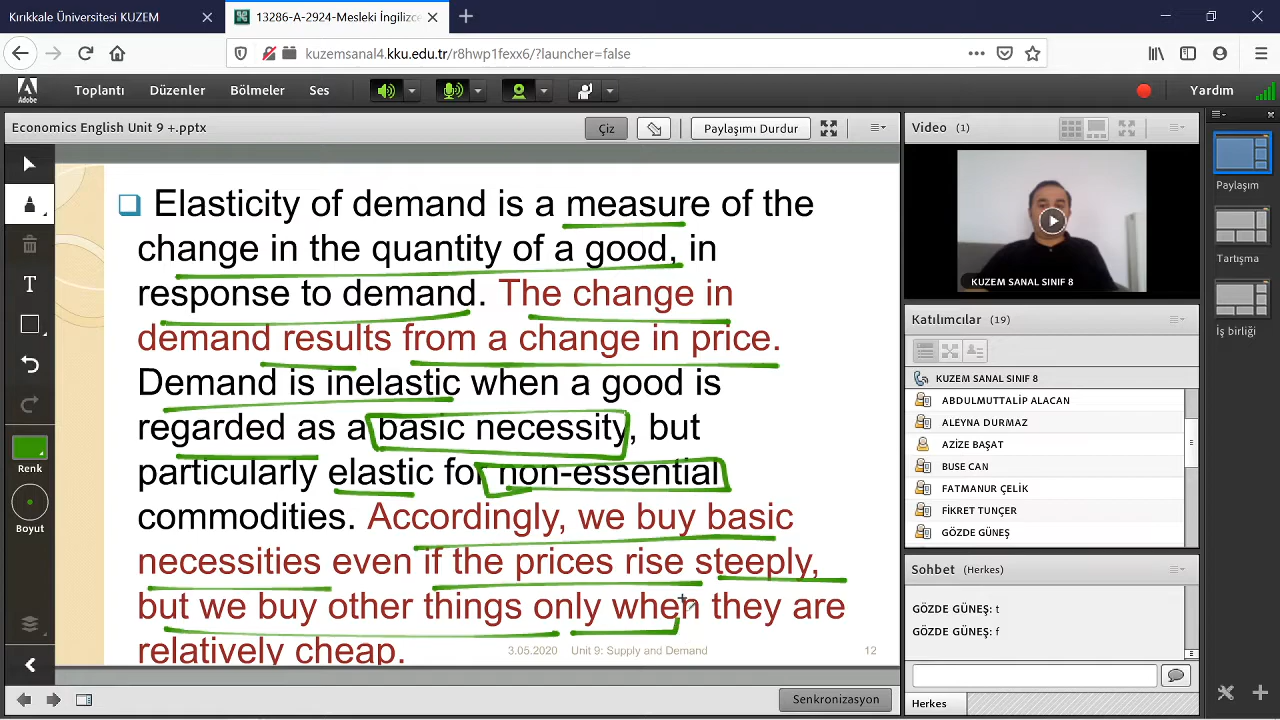 Kırıkkale Üniversitesi KUZEM
13286-A-2924-Mesleki İngilizce
kuzemsanal4.kku.edu.tr/r8hwp1fexx6/?launcher=false
Adobe
Toplantı
Düzenler
Bölmeler
Ses
Yardım
Economics English Unit 9 +.pptx
Çiz
Paylaşımı Durdur
T
Renk
Boyut
Elasticity of demand is a measure of the
change in the quantity of a good, in
response to demand. The change in
demand results from a change in price.
Demand is inelastic when a good is
regarded as a basic necessity, but
particularly elastic for non-essential
commodities. Accordingly, we buy basic
necessities even if the prices rise steeply,
but we buy other things only when they are
relatively cheap.
3.05.2020
Unit 9: Supply and Demand
12
Senkronizasyon
Video (1)
KUZEM SANAL SINIF 8
Katılımcılar (19)
KUZEM SANAL SINIF 8
ABDULMUTTALİP ALACAN
ALEYNA DURMAZ
AZİZE BAŞAT
BUSE CAN
FATMANUR ÇELİK
FİKRET TUNÇER
GÖZDE GÜNEŞ
Sohbet (Herkes)
GÖZDE GÜNEŞ: t
GÖZDE GÜNEŞ: f
Herkes
Paylaşım
Tartışma
İş birliği